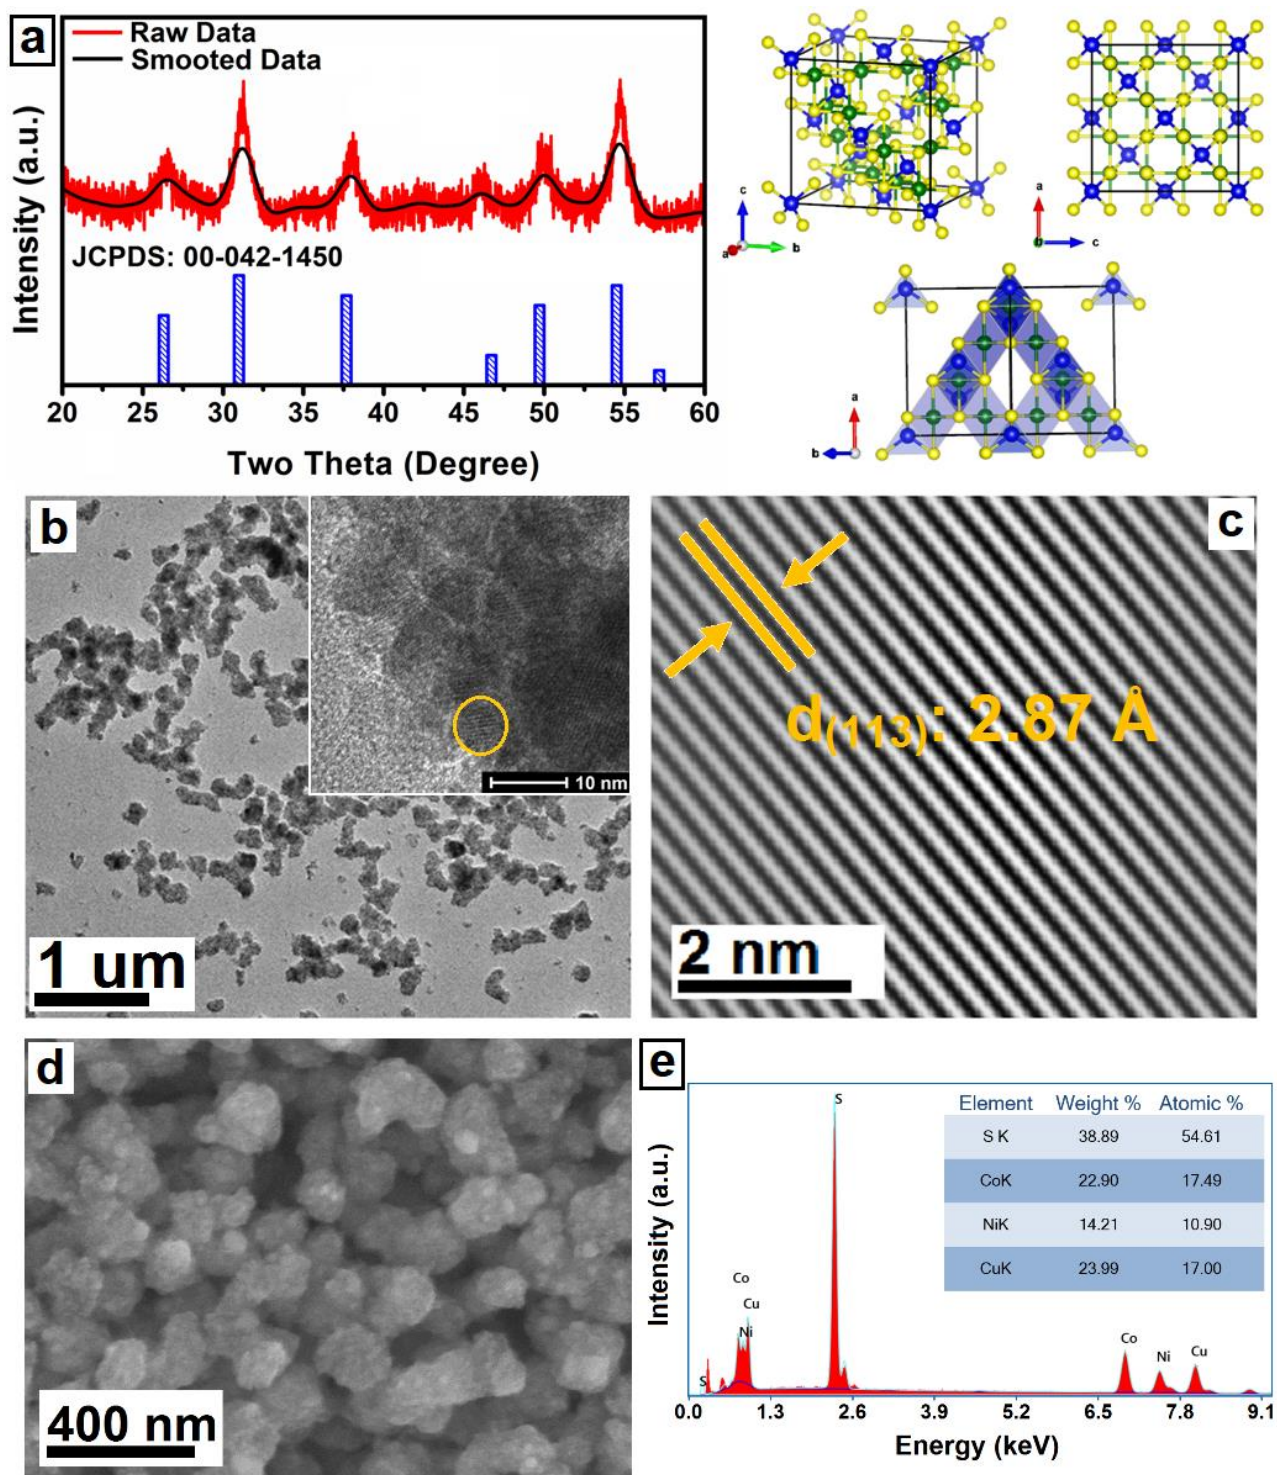 a
Raw Data
Smooted Data
Intensity (a.u.)
JCPDS: 00-042-1450
20 25 30 35 40 45 50 55 60
Two Theta (Degree)
c
b
a
a
b
c
a
b
b
10 nm
1 um
c
d(113): 2.87 Å
2 nm
d
400 nm
e
Intensity (a.u.)
S
Element Weight % Atomic %
S K 38.89 54.61
CoK 22.90 17.49
NiK 14.21 10.90
CuK 23.99 17.00
Co
Cu
Ni
S
Co
Ni
Cu
0.0 1.3 2.6 3.9 5.2 6.5 7.8 9.1
Energy (keV)